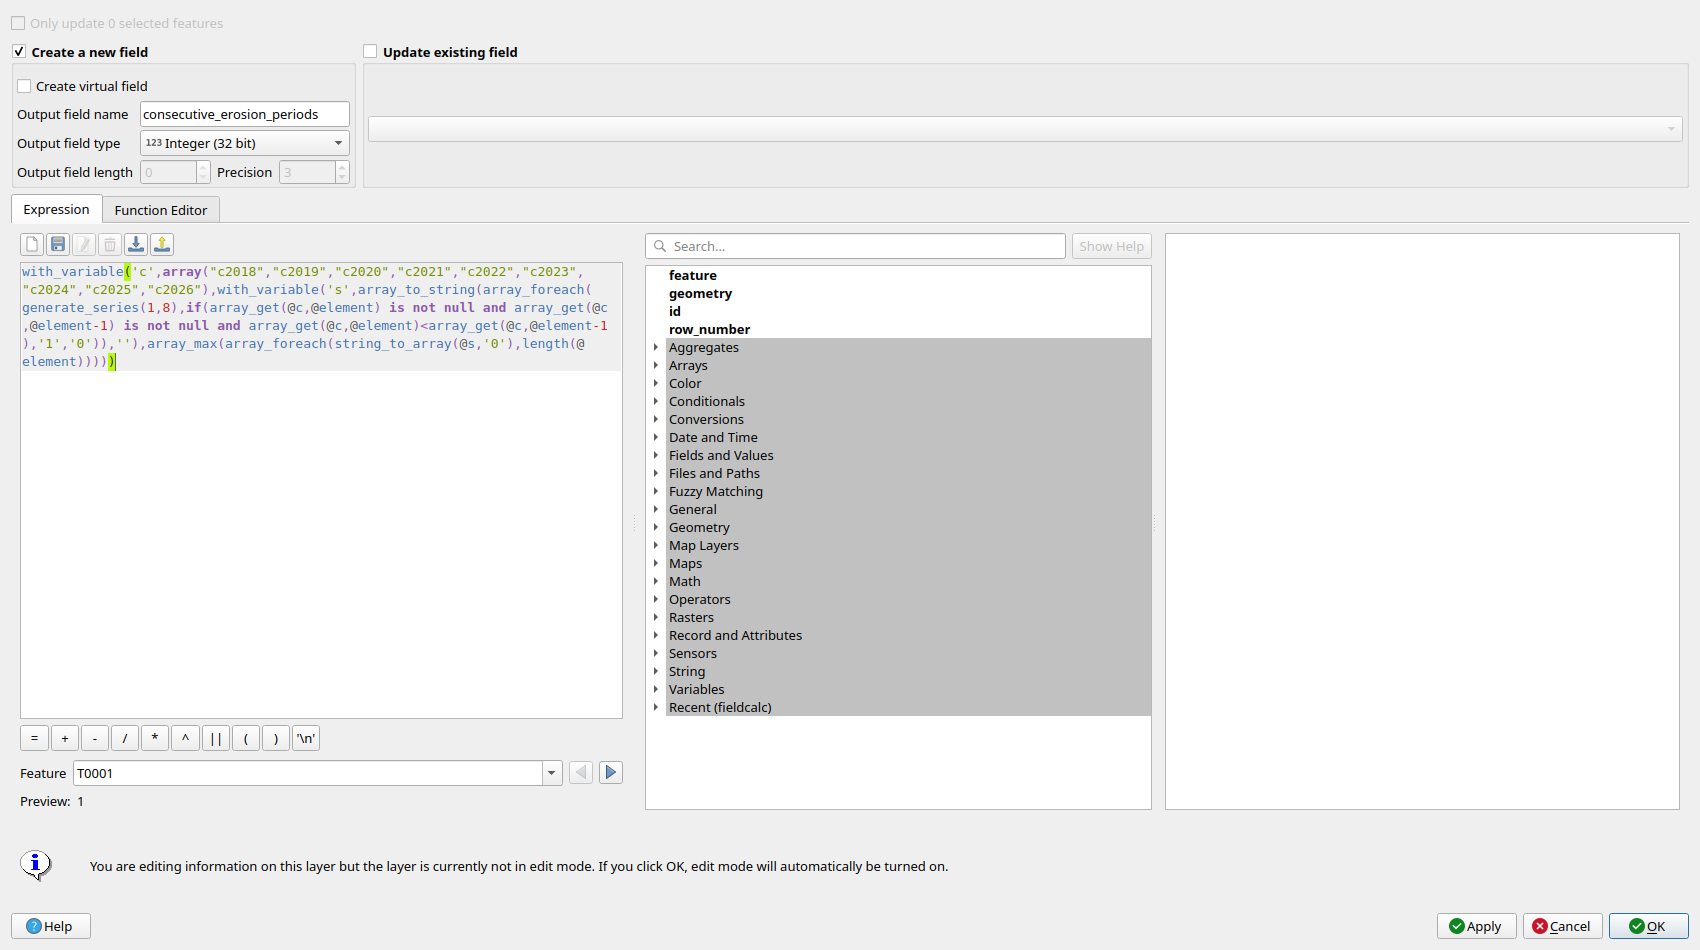 Only update 0 selected features
Create a new field
Update existing field
Create virtual field
Output field name consecutive_erosion_periods
Output field type 123 Integer (32 bit)
Output field length 0 Precision 3
Expression Function Editor
Search... Show Help
with_variable('c',array("c2018","c2019","c2020","c2021","c2022","c2023",
"c2024","c2025","c2026"),with_variable('s',array_to_string(array_foreach(
generate_series(1,8),if(array_get(@c,@element) is not null and array_get(@c
,@element-1) is not null and array_get(@c,@element)<array_get(@c,@element-1
),'1','0')),''),array_max(array_foreach(string_to_array(@s,'0'),length(@
element)))))
feature
geometry
id
row_number
Aggregates
Arrays
Color
Conditionals
Conversions
Date and Time
Fields and Values
Files and Paths
Fuzzy Matching
General
Geometry
Map Layers
Maps
Math
Operators
Rasters
Record and Attributes
Sensors
String
Variables
Recent (fieldcalc)
= + - / * ^ || ( ) '\n'
Feature T0001
Preview: 1
You are editing information on this layer but the layer is currently not in edit mode. If you click OK, edit mode will automatically be turned on.
Help Apply Cancel OK